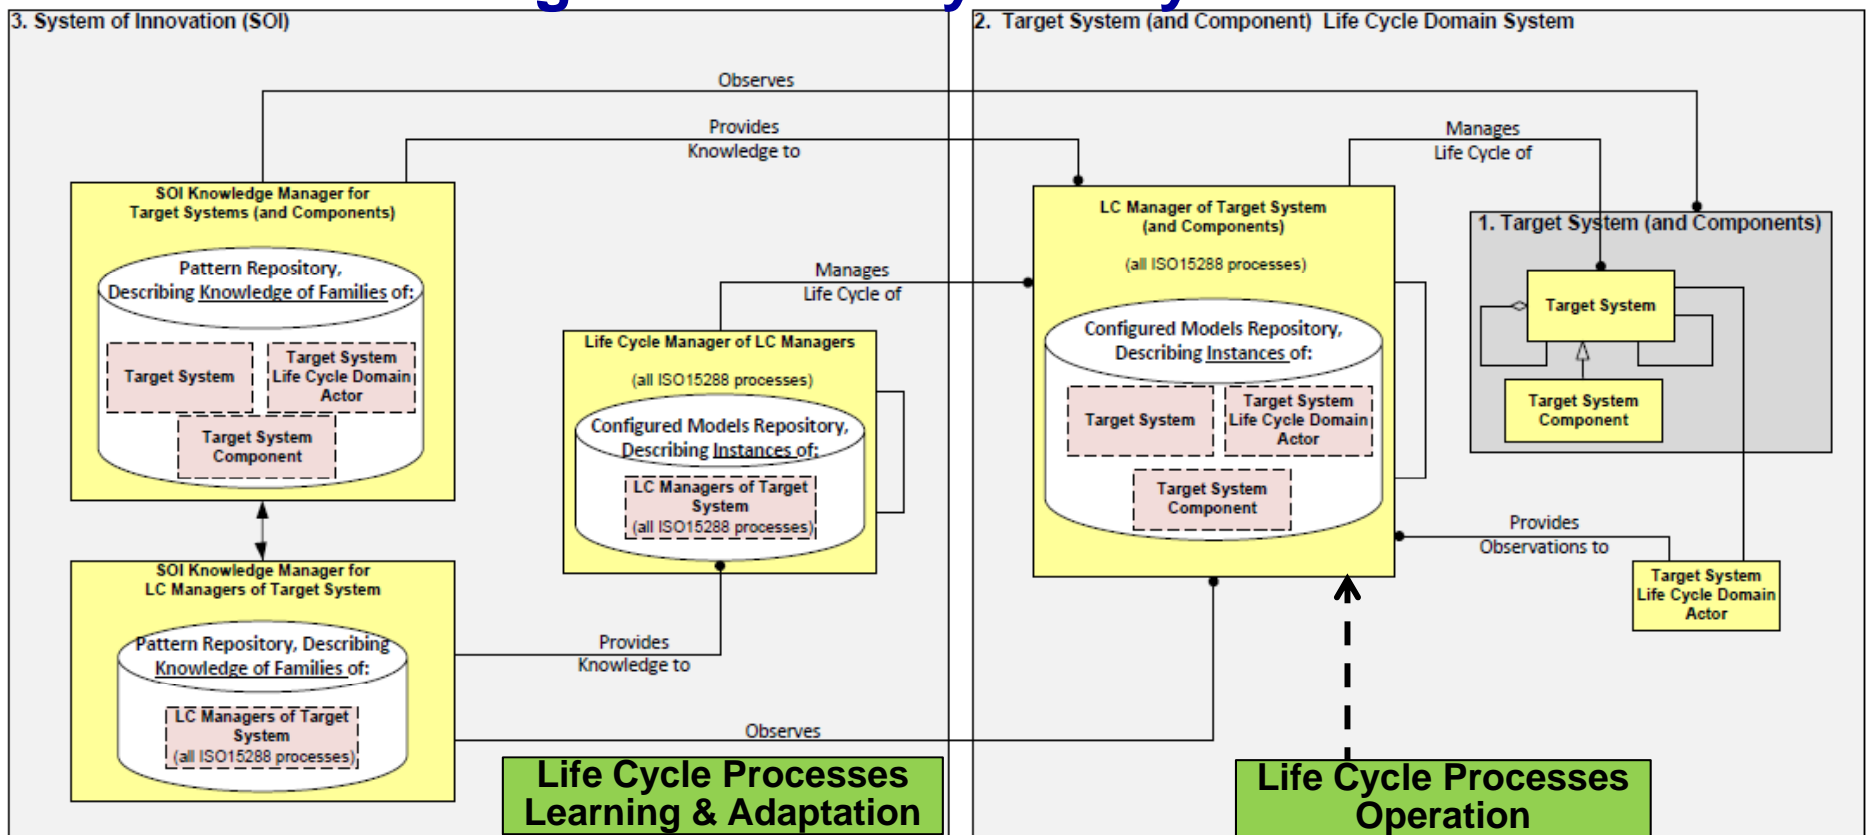 3. System of Innovation (SOI)
2. Target System (and Component) Life Cycle Domain System
Observes
Provides
Knowledge to
Manages
Life Cycle of
SOI Knowledge Manager for
Target Systems (and Components)
Pattern Repository,
Describing Knowledge of Families of:
Target System
Target System
Life Cycle Domain
Actor
Target System
Component
Manages
Life Cycle of
Life Cycle Manager of LC Managers
(all ISO15288 processes)
Configured Models Repository,
Describing Instances of:
LC Managers of Target
System
(all ISO15288 processes)
LC Manager of Target System
(and Components)
(all ISO15288 processes)
Configured Models Repository,
Describing Instances of:
Target System
Target System
Life Cycle Domain
Actor
Target System
Component
1. Target System (and Components)
Target System
Target System
Component
Provides
Observations to
Target System
Life Cycle Domain
Actor
SOI Knowledge Manager for
LC Managers of Target System
Pattern Repository, Describing
Knowledge of Families of:
LC Managers of Target
System
(all ISO15288 processes)
Provides
Knowledge to
Observes
Life Cycle Processes
Learning & Adaptation
Life Cycle Processes
Operation